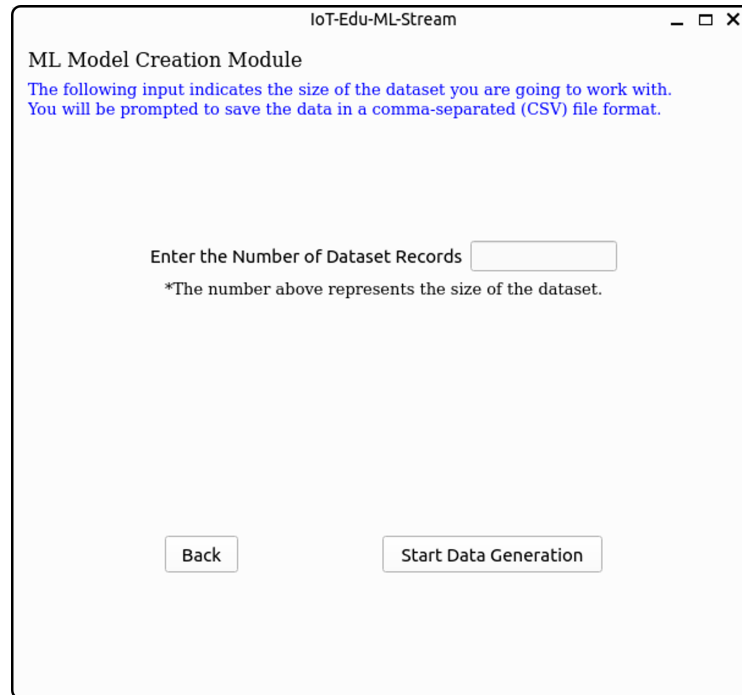 IoT-Edu-ML-Stream
ML Model Creation Module
The following input indicates the size of the dataset you are going to work with.
You will be prompted to save the data in a comma-separated (CSV) file format.
Enter the Number of Dataset Records
*The number above represents the size of the dataset.
Back Start Data Generation